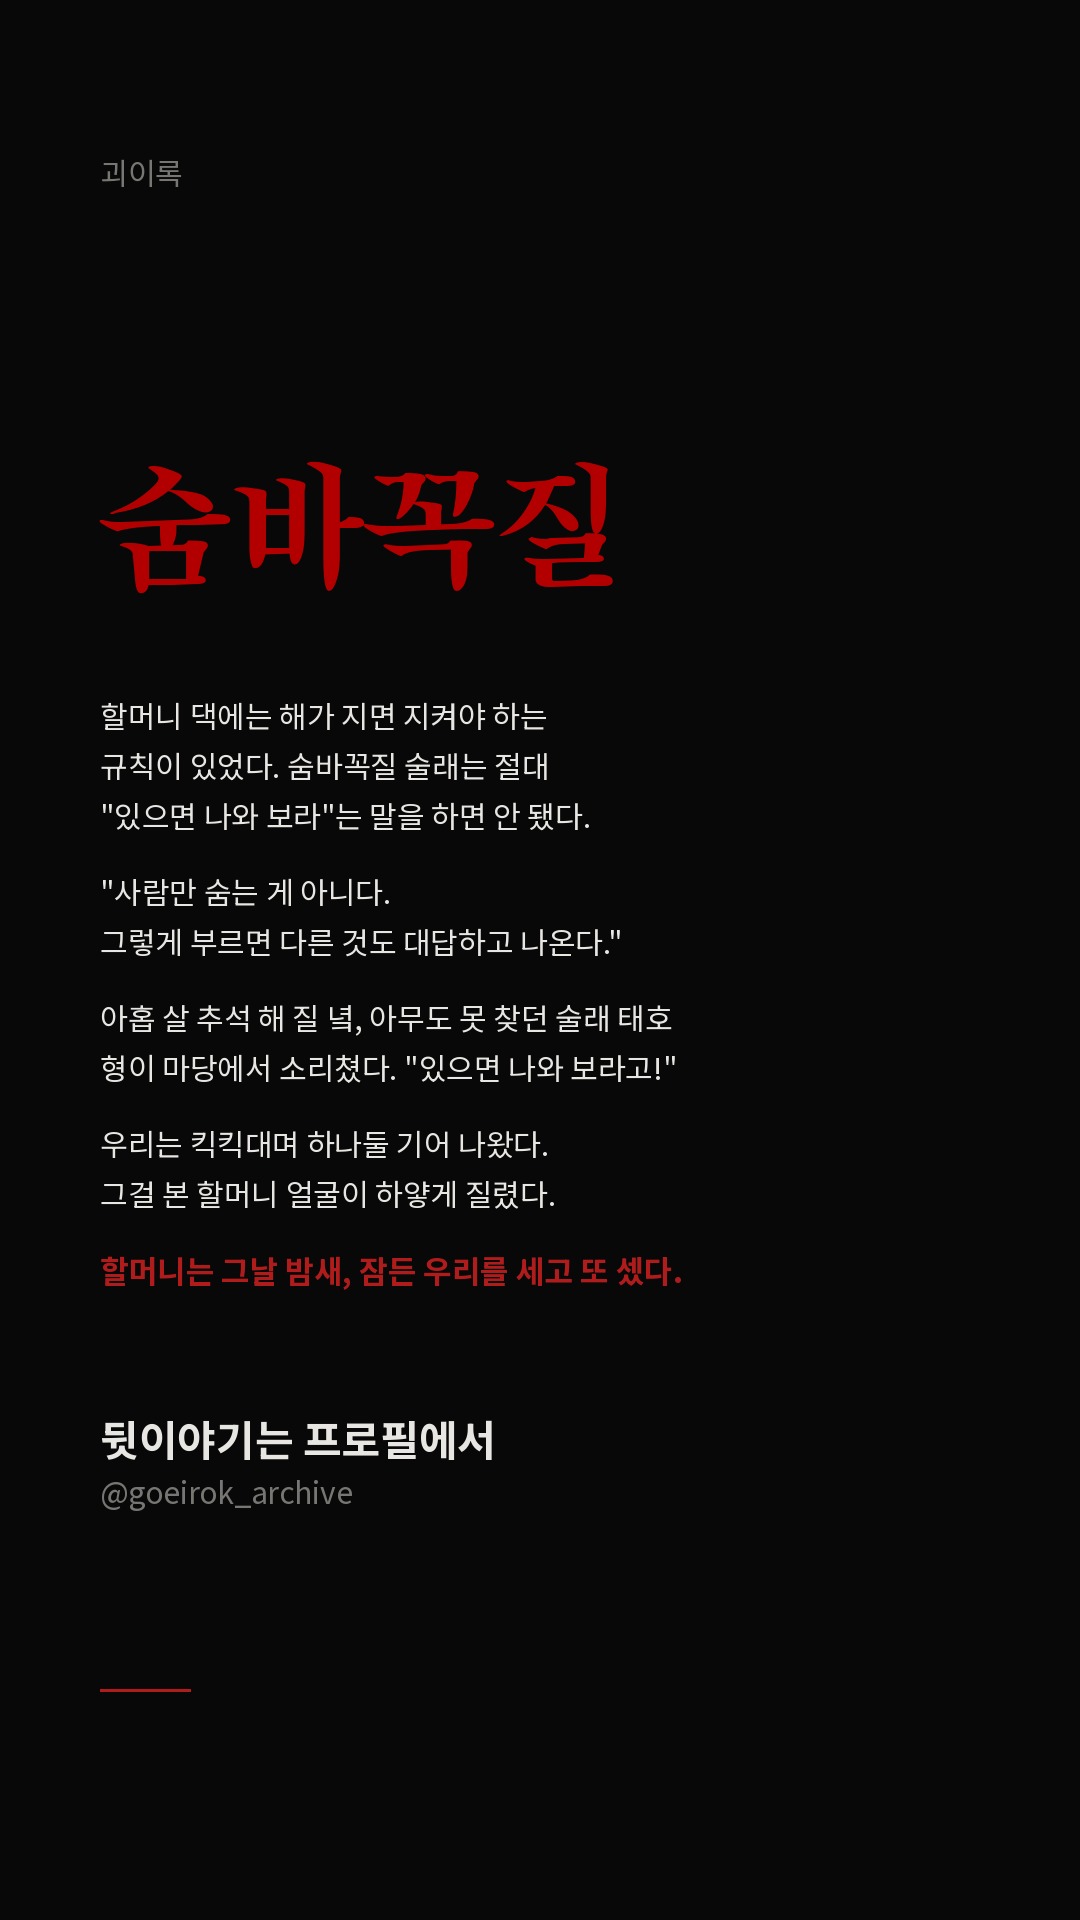 괴이록
숨바꼭질
할머니 댁에는 해가 지면 지켜야 하는
규칙이 있었다. 숨바꼭질 술래는 절대
"있으면 나와 보라"는 말을 하면 안 됐다.
"사람만 숨는 게 아니다.
그렇게 부르면 다른 것도 대답하고 나온다."
아홉 살 추석 해 질 녘, 아무도 못 찾던 술래 태호
형이 마당에서 소리쳤다. "있으면 나와 보라고!"
우리는 킥킥대며 하나둘 기어 나왔다.
그걸 본 할머니 얼굴이 하얗게 질렸다.
할머니는 그날 밤새, 잠든 우리를 세고 또 셌다.
뒷이야기는 프로필에서
@goeirok_archive